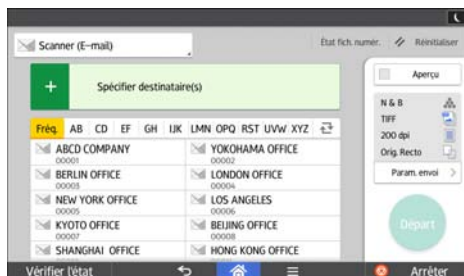 Scanner (E-mail)
État fich. numér.
Réinitialiser
Spécifier destinataire(s)
Aperçu
Fréq. AB CD EF GH IJK LMN OPQ RST UVW XYZ
ABCD COMPANY
00001
YOKOHAMA OFFICE
00002
BERLIN OFFICE
00003
LONDON OFFICE
00004
NEW YORK OFFICE
00005
LOS ANGELES
00006
KYOTO OFFICE
00007
BEIJING OFFICE
00008
SHANGHAI OFFICE
HONG KONG OFFICE
N & B
TIFF
200 dpi
Orig. Recto
Param. envoi
Départ
Vérifier l'état
Arrêter